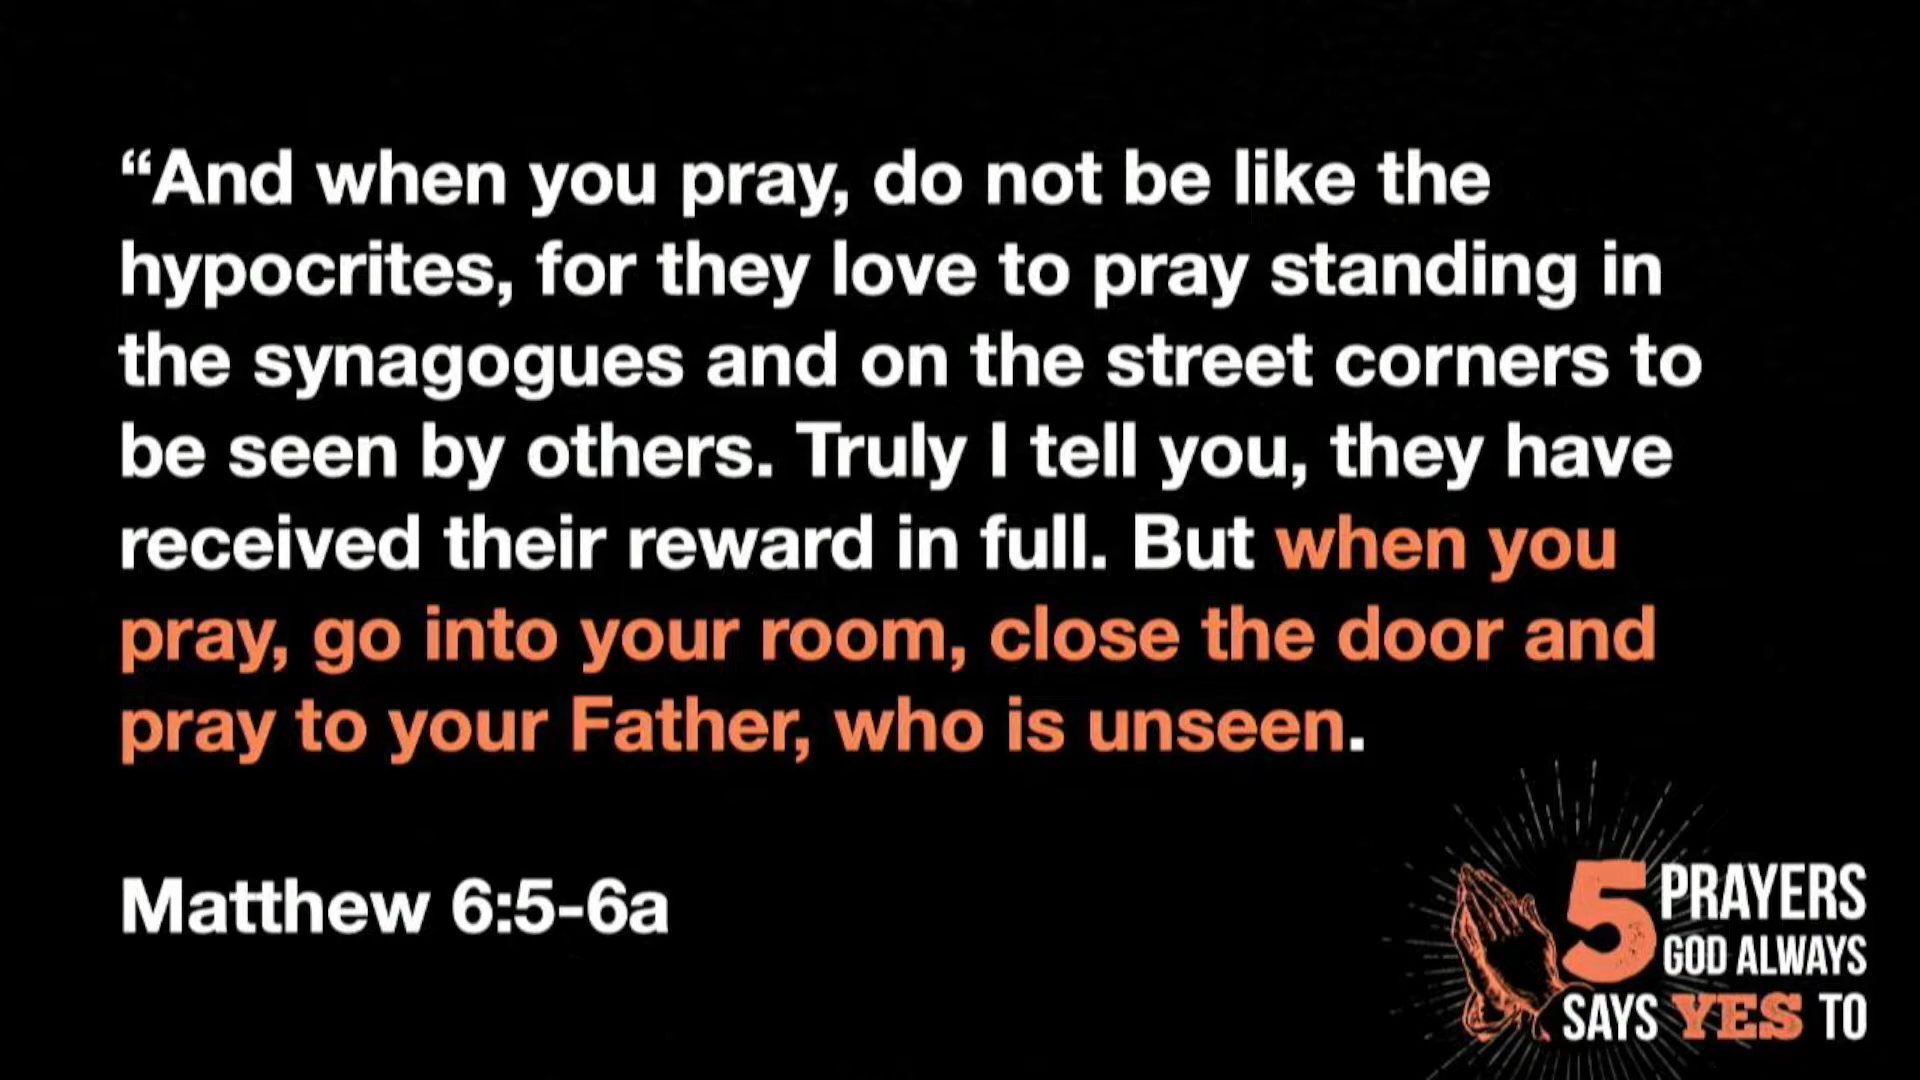 “And when you pray, do not be like the
hypocrites, for they love to pray standing in
the synagogues and on the street corners to
be seen by others. Truly I tell you, they have
received their reward in full. But when you
pray, go into your room, close the door and
pray to your Father, who is unseen.
Matthew 6:5-6a
5 PRAYERS
GOD ALWAYS
SAYS YES TO